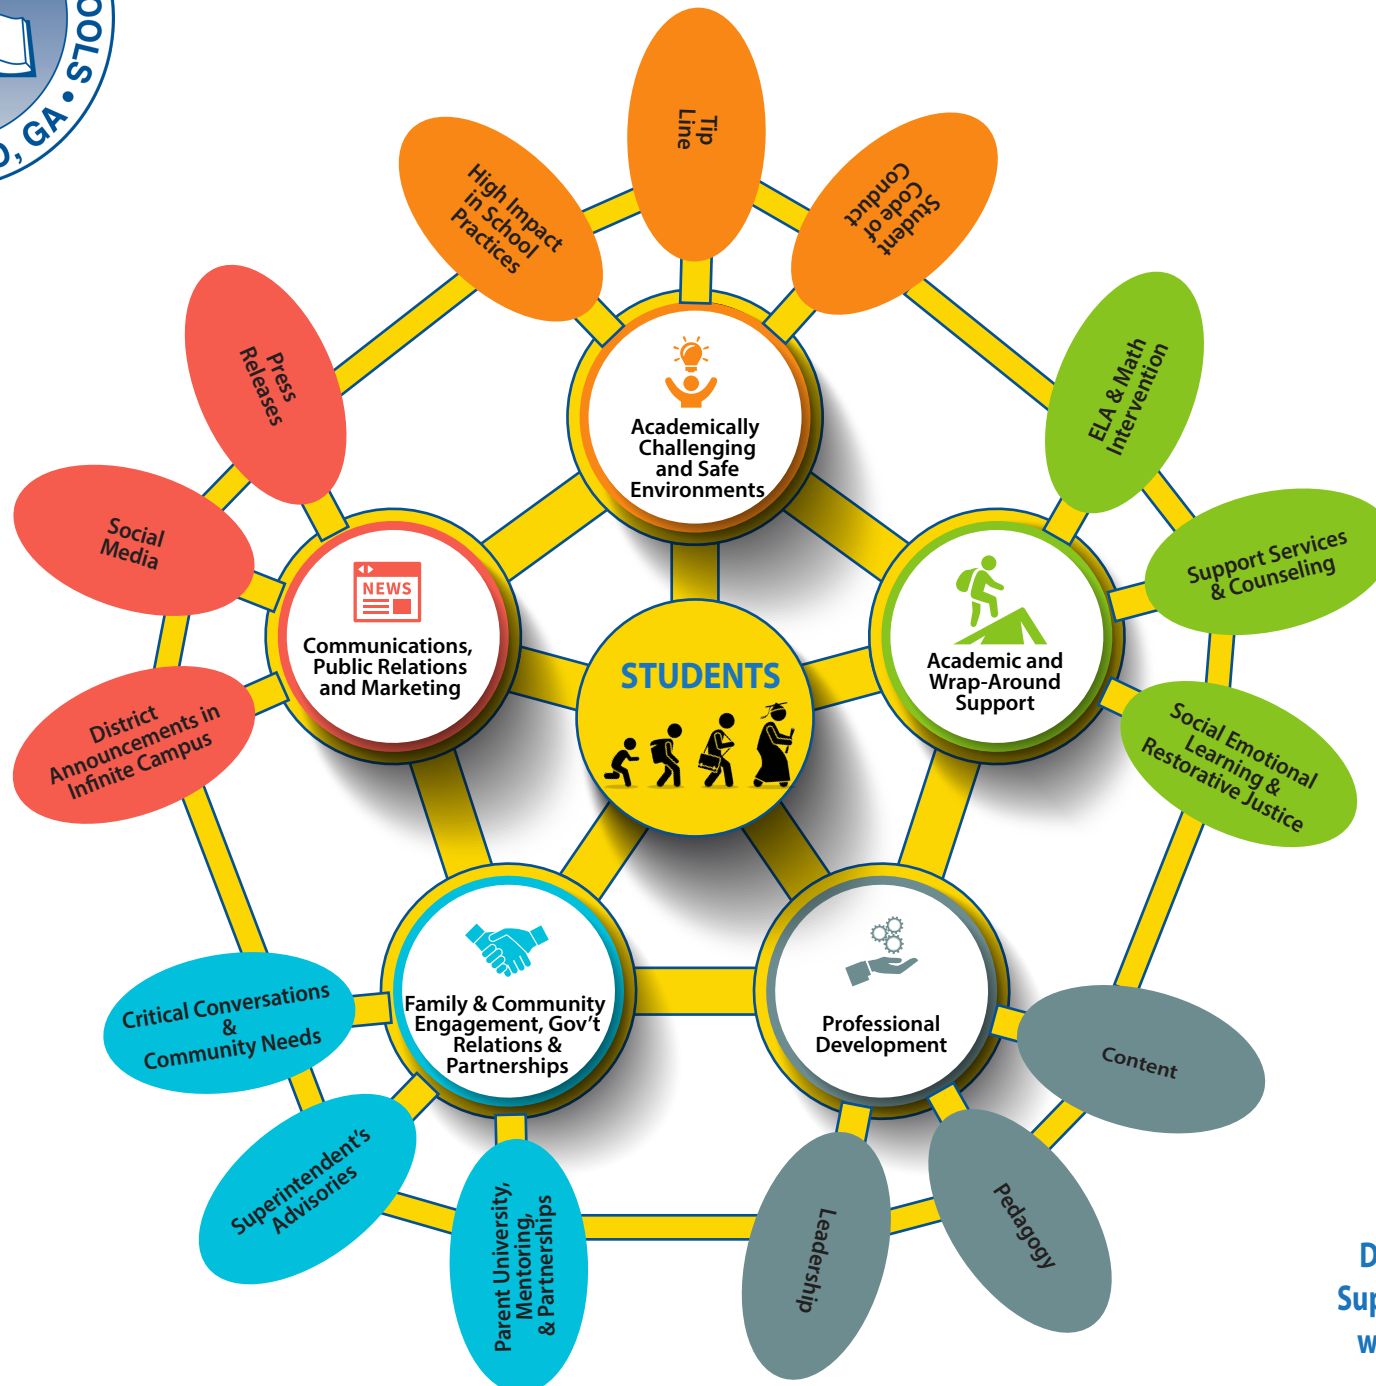 OOLS • 
, GA •
Tip
Line
High Impact
in School
Practices
Student
Code of
Conduct
Press
Releases
ELA & Math
Intervention
Academically
Challenging
and Safe
Environments
Social
Media
Support Services
& Counseling
NEWS
Communications,
Public Relations
and Marketing
STUDENTS
Academic and
Wrap-Around
Support
District
Announcements in
Infinite Campus
Social Emotional
Learning &
Restorative Justice
Critical Conversations
&
Community Needs
Family & Community
Engagement, Gov't
Relations &
Partnerships
Professional
Development
Content
Superintendent's
Advisories
Parent University,
Mentoring,
& Partnerships
Leadership
Pedagogy
D
Sup
w